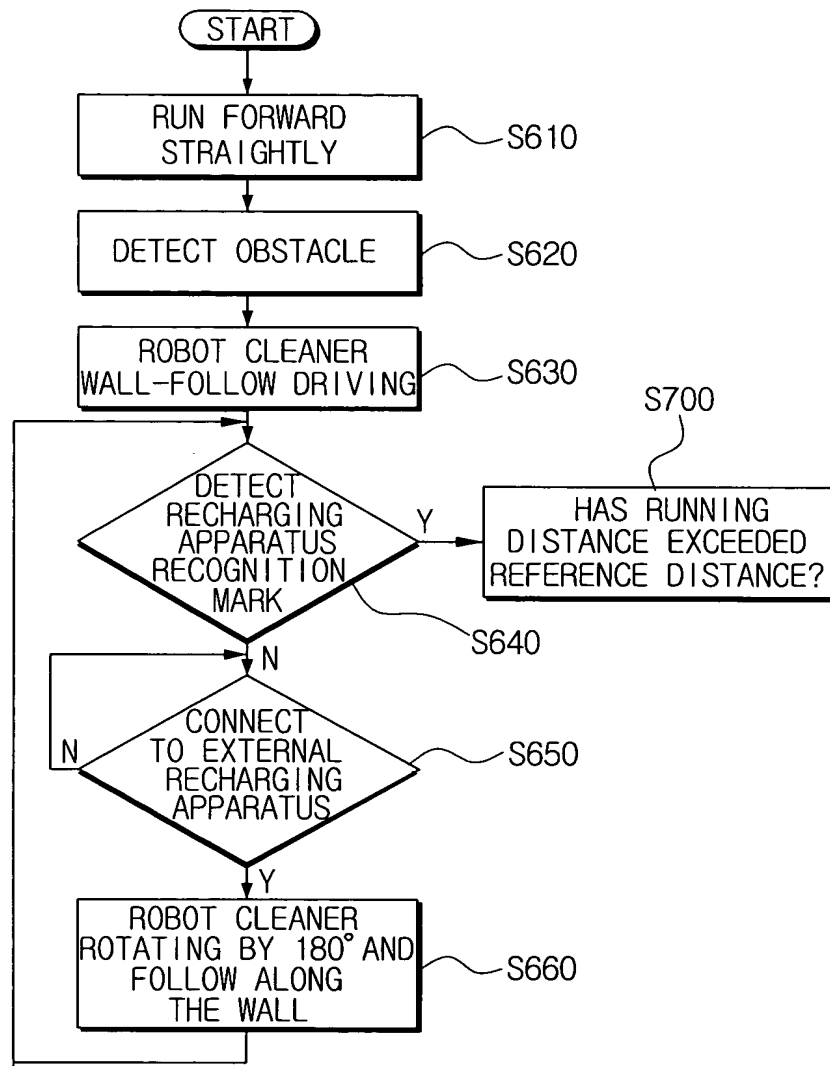 START
RUN FORWARD
STRAIGHTLY
S610
DETECT OBSTACLE
S620
ROBOT CLEANER
WALL-FOLLOW DRIVING
S630
S700
DETECT
RECHARGING
APPARATUS
RECOGNITION
MARK
Y
HAS RUNNING
DISTANCE EXCEEDED
REFERENCE DISTANCE?
S640
N
CONNECT
TO EXTERNAL
RECHARGING
APPARATUS
N
S650
Y
ROBOT CLEANER
ROTATING BY 180° AND
FOLLOW ALONG
THE WALL
S660